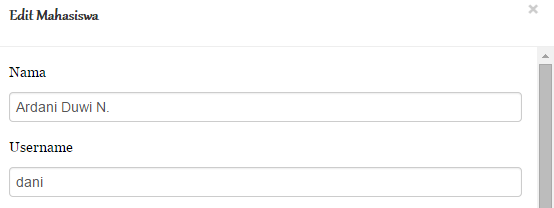 Edit Mahasiswa
Nama
Ardani Duwi N.
Username
dani